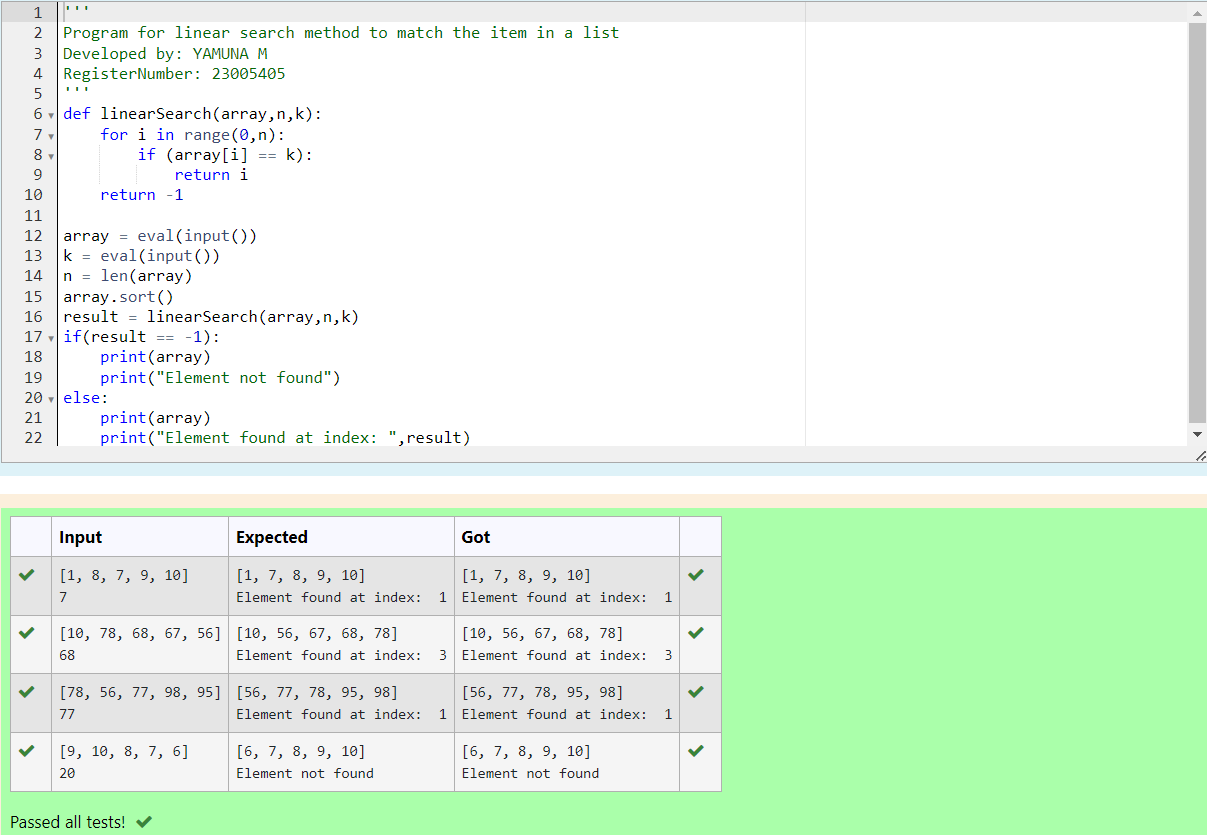 1 '''
2 Program for linear search method to match the item in a list
3 Developed by: YAMUNA M
4 RegisterNumber: 23005405
5 '''
6 def linearSearch(array,n,k):
7     for i in range(0,n):
8         if (array[i] == k):
9             return i
10     return -1
11
12 array = eval(input())
13 k = eval(input())
14 n = len(array)
15 array.sort()
16 result = linearSearch(array,n,k)
17 if(result == -1):
18     print(array)
19     print("Element not found")
20 else:
21     print(array)
22     print("Element found at index: ",result)
Input Expected Got
[1, 8, 7, 9, 10] [1, 7, 8, 9, 10] [1, 7, 8, 9, 10]
7 Element found at index:  1 Element found at index:  1
[10, 78, 68, 67, 56] [10, 56, 67, 68, 78] [10, 56, 67, 68, 78]
68 Element found at index:  3 Element found at index:  3
[78, 56, 77, 98, 95] [56, 77, 78, 95, 98] [56, 77, 78, 95, 98]
77 Element found at index:  1 Element found at index:  1
[9, 10, 8, 7, 6] [6, 7, 8, 9, 10] [6, 7, 8, 9, 10]
20 Element not found Element not found
Passed all tests!